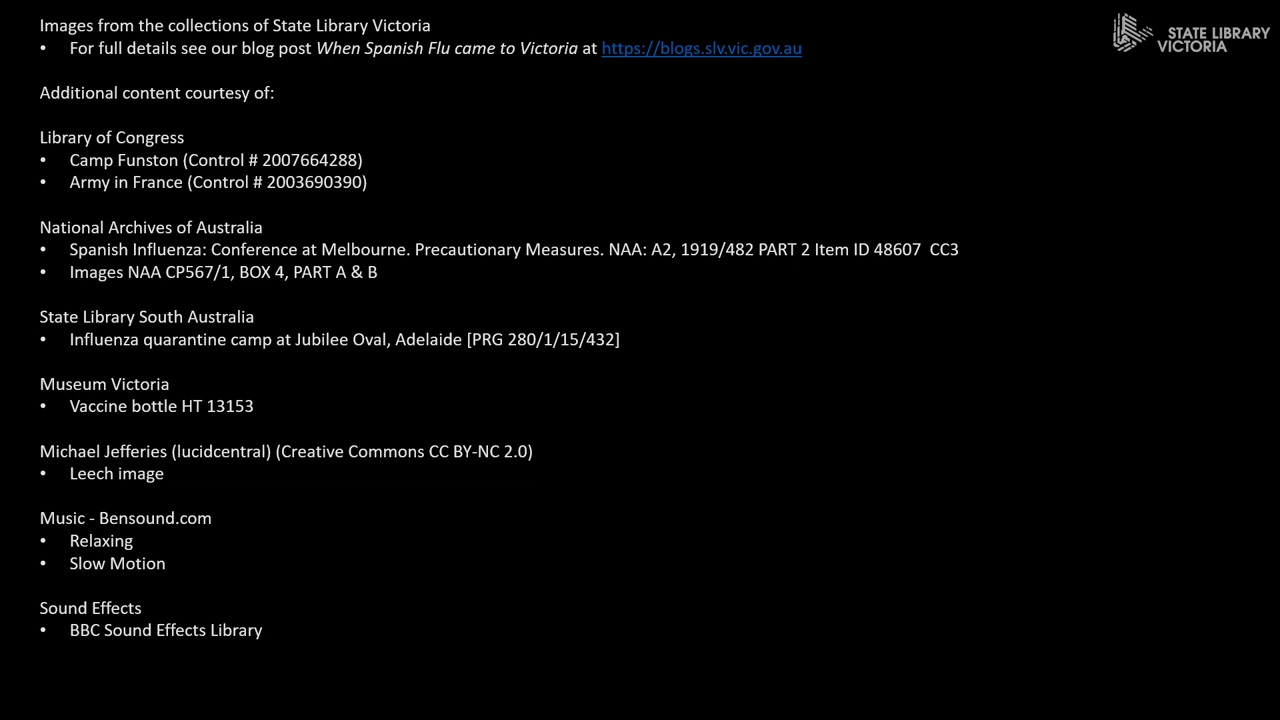 Images from the collections of State Library Victoria
• For full details see our blog post When Spanish Flu came to Victoria at https://blogs.slv.vic.gov.au
STATE LIBRARY
VICTORIA
Additional content courtesy of:
Library of Congress
• Camp Funston (Control # 2007664288)
• Army in France (Control # 2003690390)
National Archives of Australia
• Spanish Influenza: Conference at Melbourne. Precautionary Measures. NAA: A2, 1919/482 PART 2 Item ID 48607  CC3
• Images NAA CP567/1, BOX 4, PART A & B
State Library South Australia
• Influenza quarantine camp at Jubilee Oval, Adelaide [PRG 280/1/15/432]
Museum Victoria
• Vaccine bottle HT 13153
Michael Jefferies (lucidcentral) (Creative Commons CC BY-NC 2.0)
• Leech image
Music - Bensound.com
• Relaxing
• Slow Motion
Sound Effects
• BBC Sound Effects Library